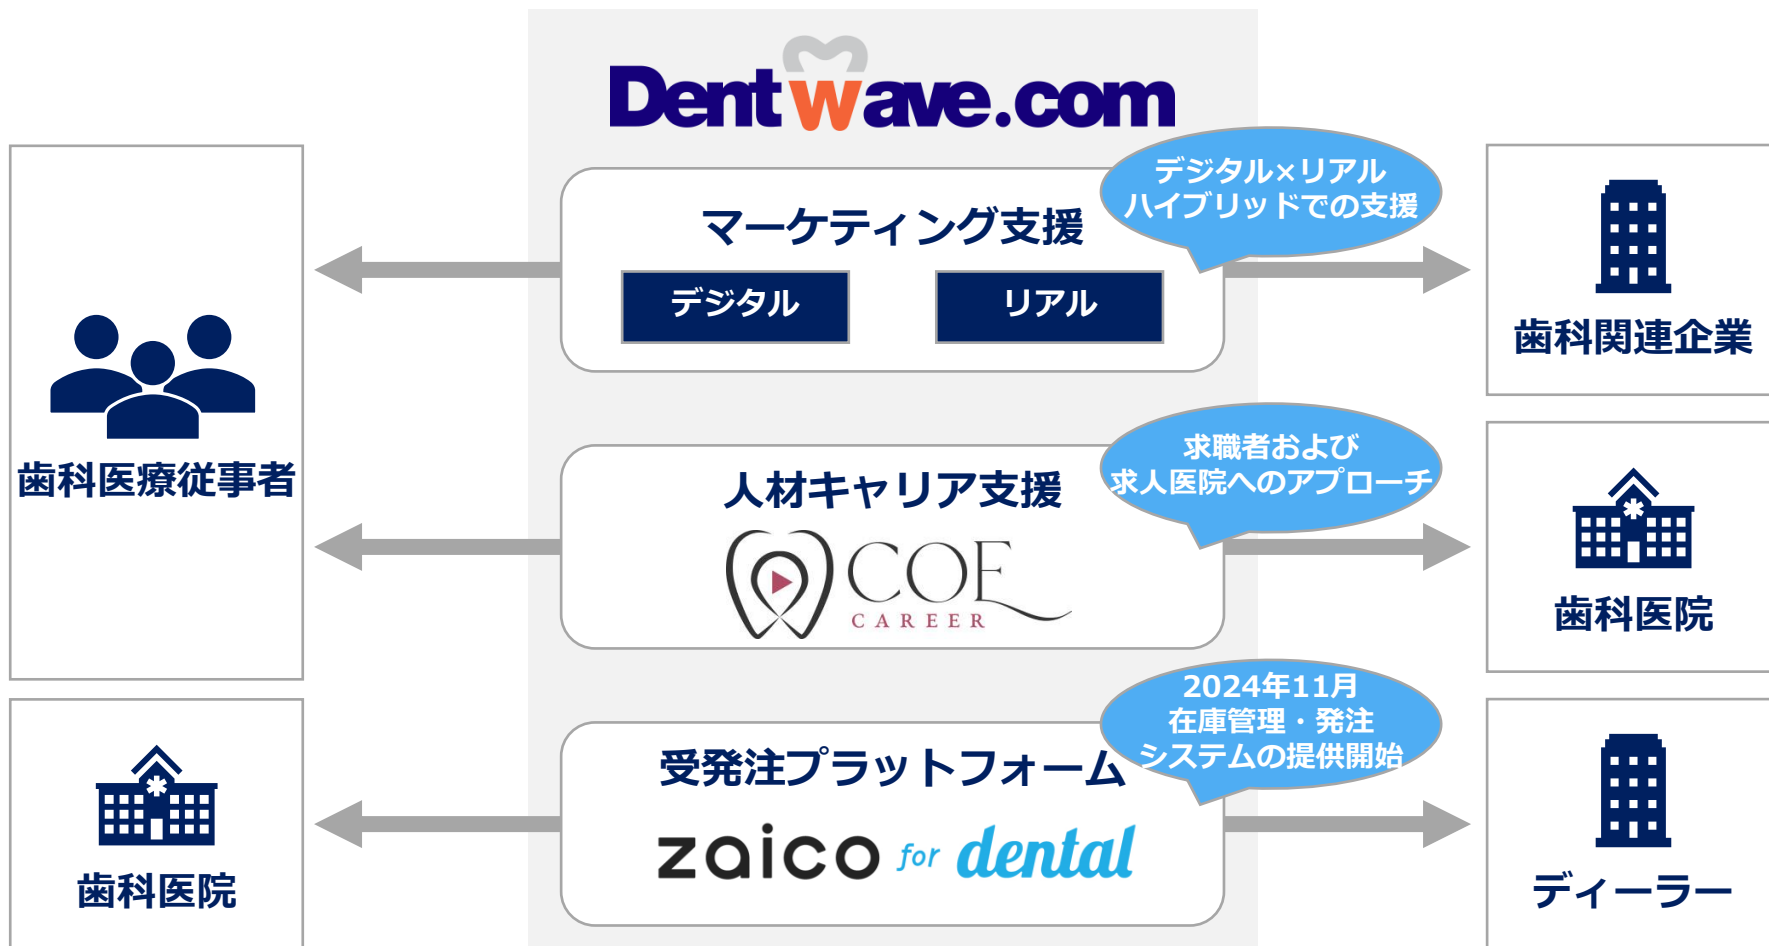 Dentwave.com
デジタル×リアル
ハイブリッドでの支援
マーケティング支援
デジタル
リアル
歯科関連企業
歯科医療従事者
求職者および
求人医院へのアプローチ
人材キャリア支援
COE
CAREER
歯科医院
2024年11月
在庫管理・発注
システムの提供開始
受発注プラットフォーム
zaico for dental
歯科医院
ディーラー